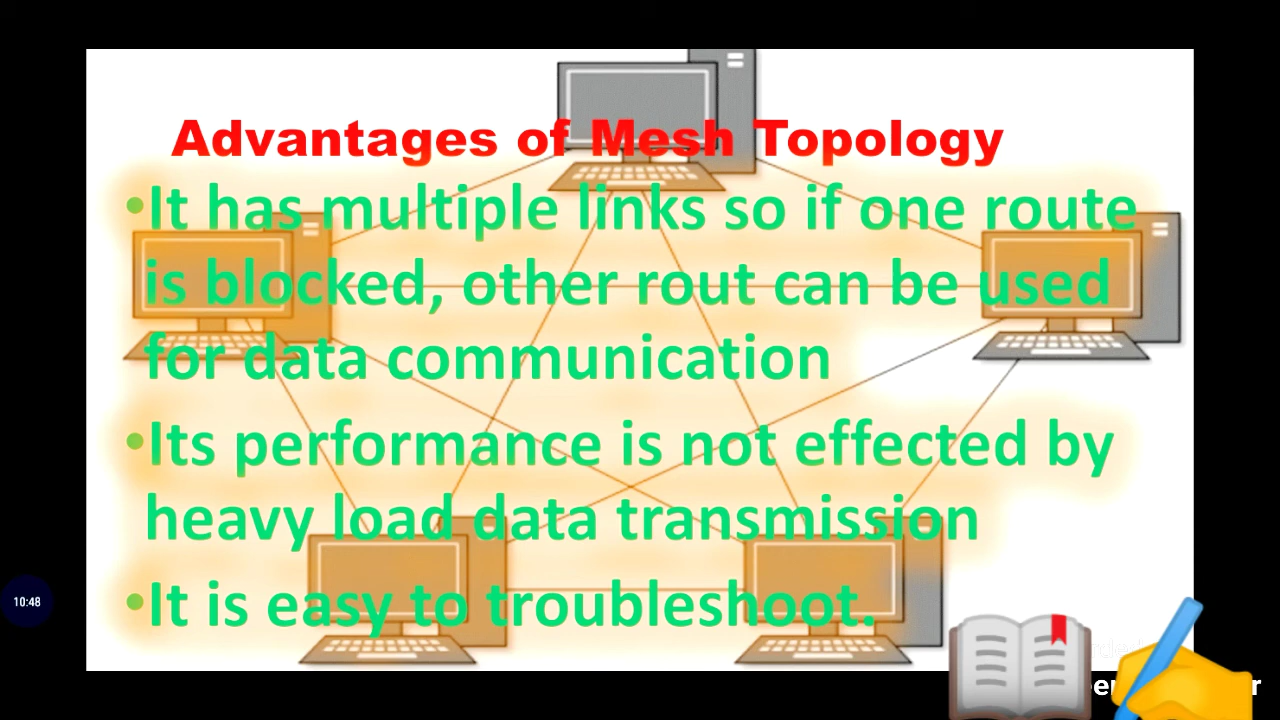 Advantages of Mesh Topology
•It has multiple links so if one route
is blocked, other rout can be used
for data communication
•Its performance is not effected by
heavy load data transmission
•It is easy to troubleshoot.
10:48